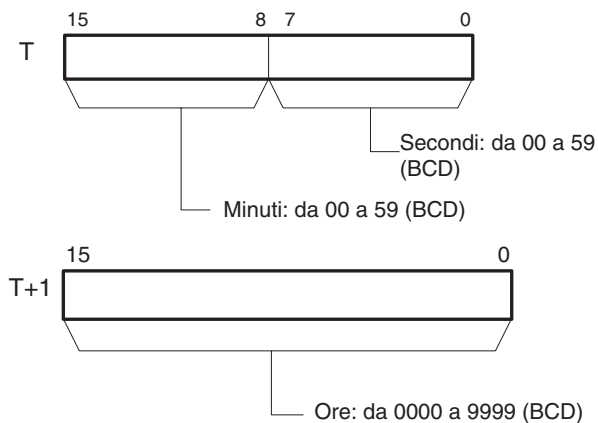 15 8 7 0
T
Secondi: da 00 a 59
(BCD)
Minuti: da 00 a 59 (BCD)
15 0
T+1
Ore: da 0000 a 9999 (BCD)